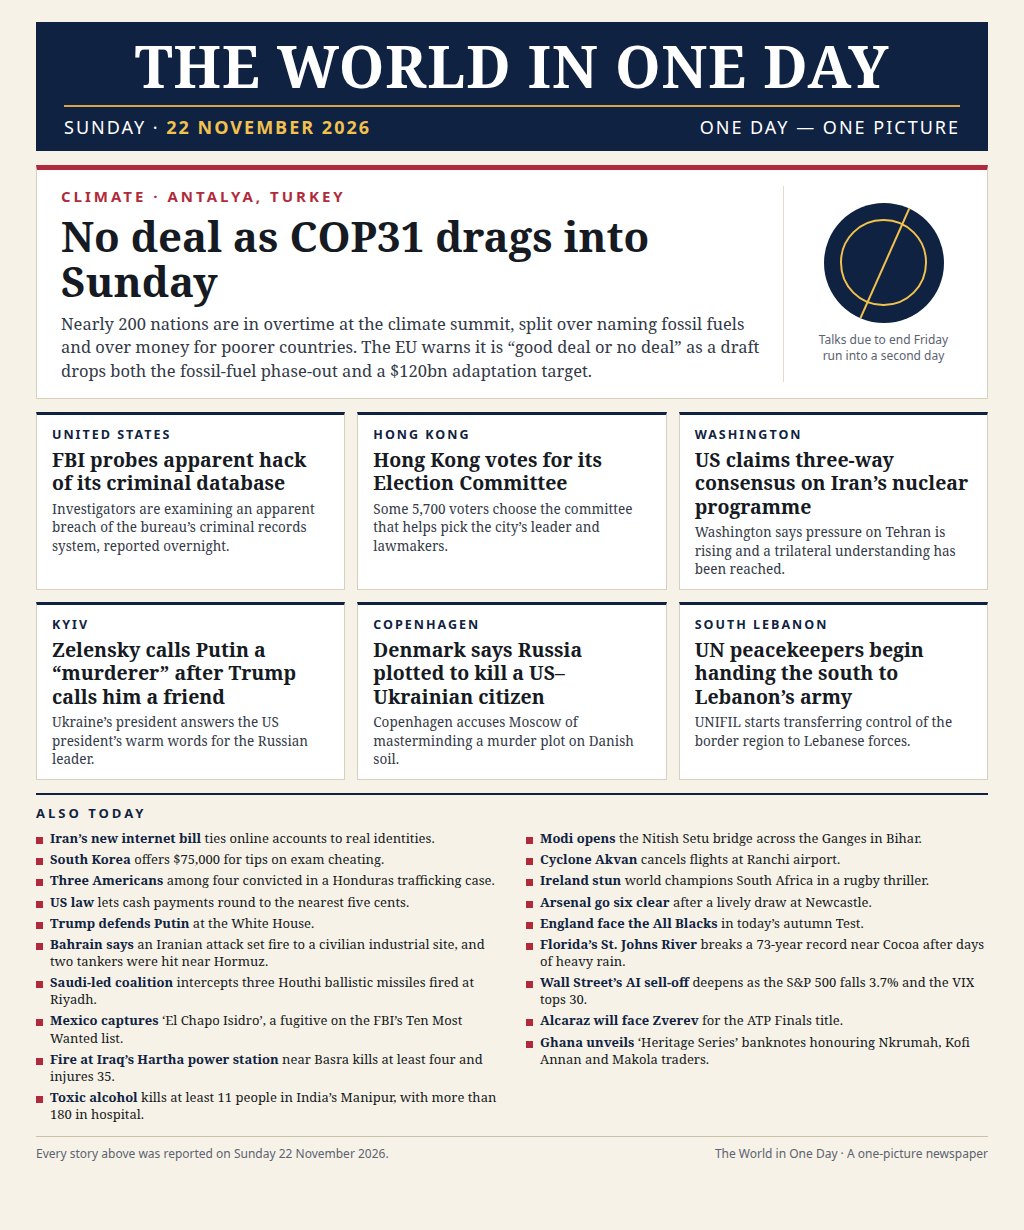 THE WORLD IN ONE DAY
SUNDAY · 22 NOVEMBER 2026
ONE DAY — ONE PICTURE
CLIMATE · ANTALYA, TURKEY
No deal as COP31 drags into
Sunday
Nearly 200 nations are in overtime at the climate summit, split over naming fossil fuels
and over money for poorer countries. The EU warns it is “good deal or no deal” as a draft
drops both the fossil-fuel phase-out and a $120bn adaptation target.
Talks due to end Friday
run into a second day
UNITED STATES
FBI probes apparent hack
of its criminal database
Investigators are examining an apparent
breach of the bureau’s criminal records
system, reported overnight.
HONG KONG
Hong Kong votes for its
Election Committee
Some 5,700 voters choose the committee
that helps pick the city’s leader and
lawmakers.
WASHINGTON
US claims three-way
consensus on Iran’s nuclear
programme
Washington says pressure on Tehran is
rising and a trilateral understanding has
been reached.
KYIV
Zelensky calls Putin a
“murderer” after Trump
calls him a friend
Ukraine’s president answers the US
president’s warm words for the Russian
leader.
COPENHAGEN
Denmark says Russia
plotted to kill a US–
Ukrainian citizen
Copenhagen accuses Moscow of
masterminding a murder plot on Danish
soil.
SOUTH LEBANON
UN peacekeepers begin
handing the south to
Lebanon’s army
UNIFIL starts transferring control of the
border region to Lebanese forces.
ALSO TODAY
Iran’s new internet bill ties online accounts to real identities.
South Korea offers $75,000 for tips on exam cheating.
Three Americans among four convicted in a Honduras trafficking case.
US law lets cash payments round to the nearest five cents.
Trump defends Putin at the White House.
Bahrain says an Iranian attack set fire to a civilian industrial site, and
two tankers were hit near Hormuz.
Saudi-led coalition intercepts three Houthi ballistic missiles fired at
Riyadh.
Mexico captures ‘El Chapo Isidro’, a fugitive on the FBI’s Ten Most
Wanted list.
Fire at Iraq’s Hartha power station near Basra kills at least four and
injures 35.
Toxic alcohol kills at least 11 people in India’s Manipur, with more than
180 in hospital.
Modi opens the Nitish Setu bridge across the Ganges in Bihar.
Cyclone Akvan cancels flights at Ranchi airport.
Ireland stun world champions South Africa in a rugby thriller.
Arsenal go six clear after a lively draw at Newcastle.
England face the All Blacks in today’s autumn Test.
Florida’s St. Johns River breaks a 73-year record near Cocoa after days
of heavy rain.
Wall Street’s AI sell-off deepens as the S&P 500 falls 3.7% and the VIX
tops 30.
Alcaraz will face Zverev for the ATP Finals title.
Ghana unveils ‘Heritage Series’ banknotes honouring Nkrumah, Kofi
Annan and Makola traders.
Every story above was reported on Sunday 22 November 2026.
The World in One Day · A one-picture newspaper